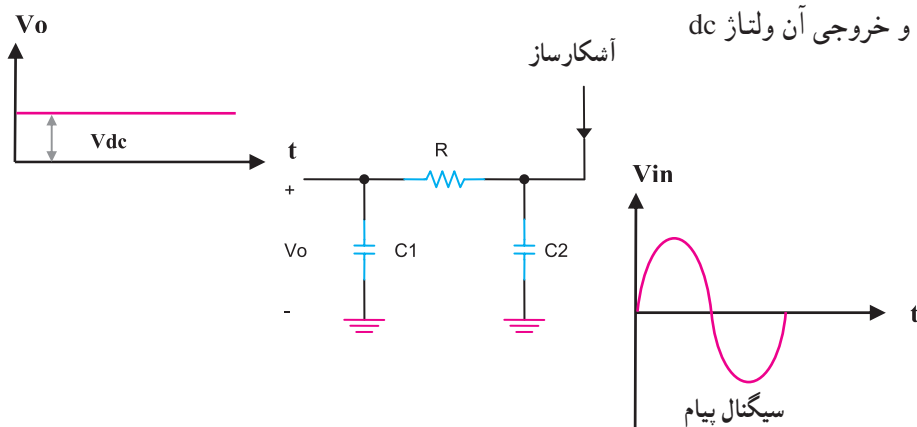 و خروجی آن ولتاژ dc
Vo
آشکارساز
Vdc
t
R
+
Vin
Vo
C1
C2
-
t
سیگنال پیام